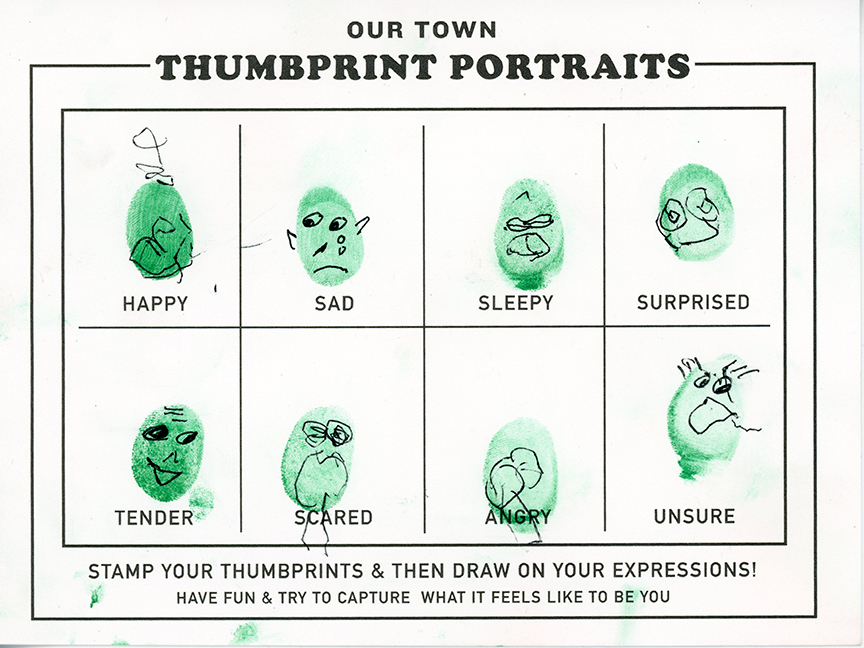 OUR TOWN
THUMBPRINT PORTRAITS
HAPPY SAD SLEEPY SURPRISED
TENDER SCARED ANGRY UNSURE
STAMP YOUR THUMBPRINTS & THEN DRAW ON YOUR EXPRESSIONS!
HAVE FUN & TRY TO CAPTURE WHAT IT FEELS LIKE TO BE YOU